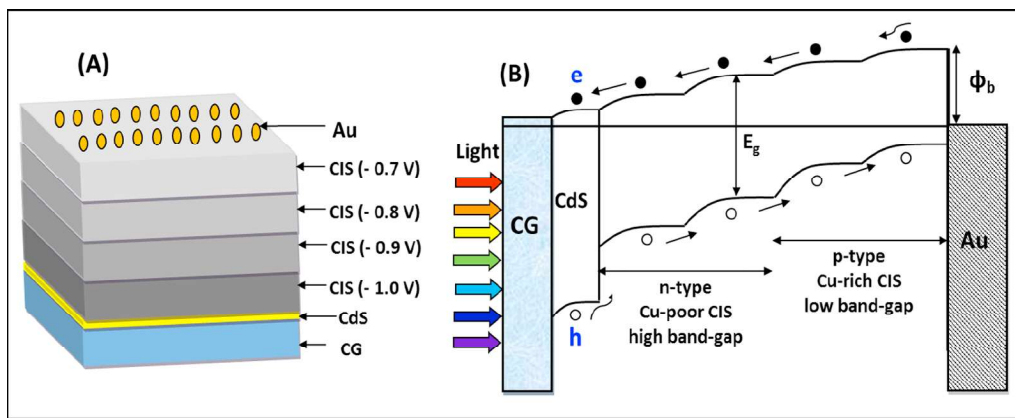 (A)
Au
CIS (- 0.7 V)
CIS (- 0.8 V)
CIS (- 0.9 V)
CIS (- 1.0 V)
CdS
CG
(B)
e
ϕb
Light
Eg
CdS
CG
Au
n-type
Cu-poor CIS
high band-gap
p-type
Cu-rich CIS
low band-gap
h